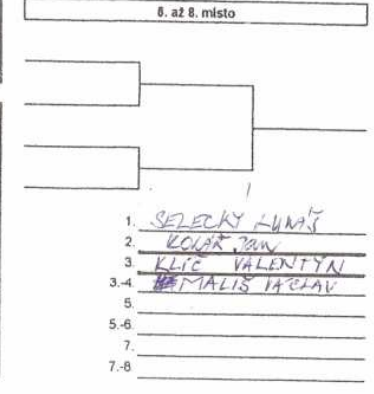 5. až 8. místo
1. SELECKÝ LUKÁŠ
2. KOLÁŘ JAN
3. KLÍČ VALENTÝN
3.-4. MALIŠ VÁCLAV
5.
5.-6.
7.
7.-8.